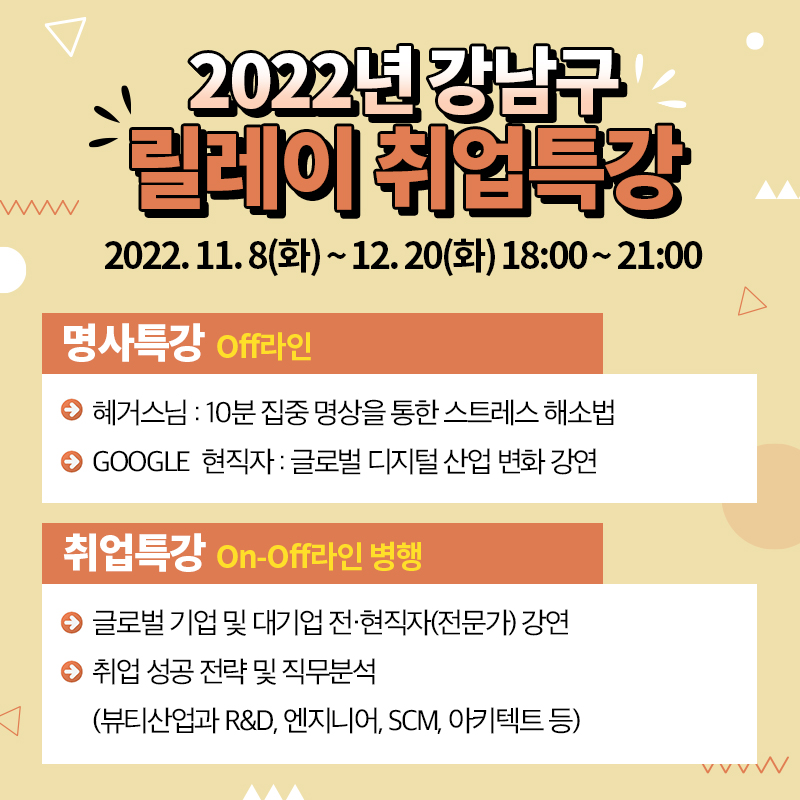 2022년 강남구
릴레이 취업특강
2022. 11. 8(화) ~ 12. 20(화) 18:00 ~ 21:00
명사특강 Off라인
혜거스님 : 10분 집중 명상을 통한 스트레스 해소법
GOOGLE 현직자 : 글로벌 디지털 산업 변화 강연
취업특강 On-Off라인 병행
글로벌 기업 및 대기업 전·현직자(전문가) 강연
취업 성공 전략 및 직무분석
(뷰티산업과 R&D, 엔지니어, SCM, 아키텍트 등)